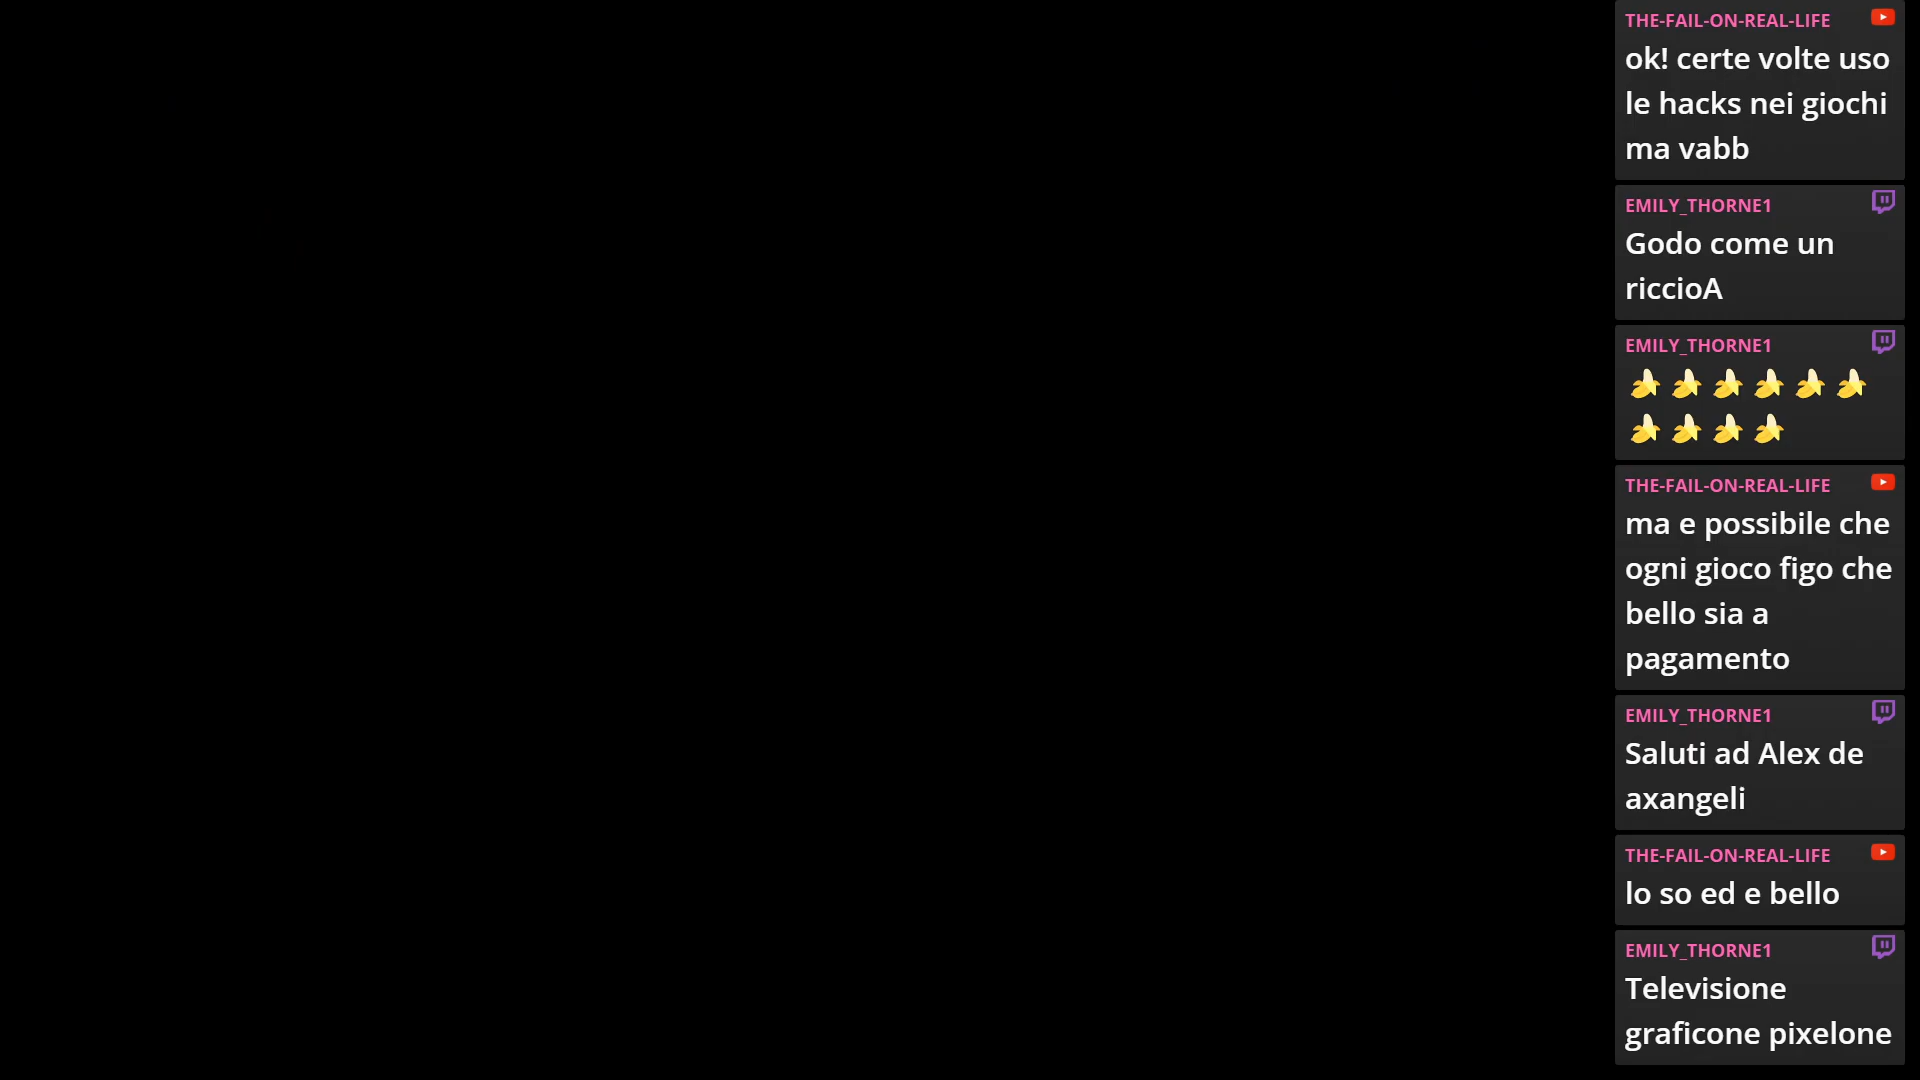 THE-FAIL-ON-REAL-LIFE
ok! certe volte uso
le hacks nei giochi
ma vabb
EMILY_THORNE1
Godo come un
riccioA
EMILY_THORNE1
🍌🍌🍌🍌🍌🍌
🍌🍌🍌🍌
THE-FAIL-ON-REAL-LIFE
ma e possibile che
ogni gioco figo che
bello sia a
pagamento
EMILY_THORNE1
Saluti ad Alex de
axangeli
THE-FAIL-ON-REAL-LIFE
lo so ed e bello
EMILY_THORNE1
Televisione
graficone pixelone